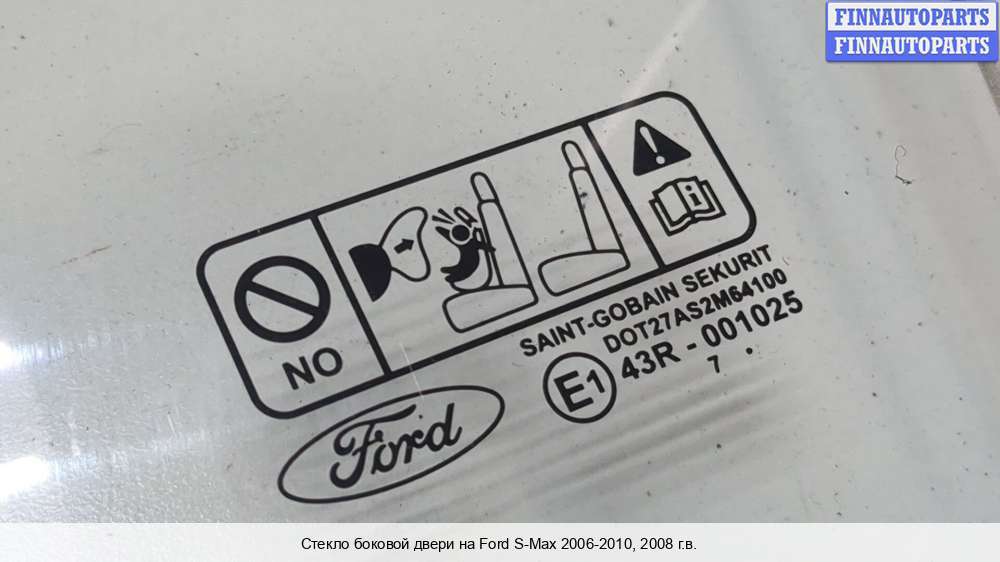 FINNAUTOPARTS
FINNAUTOPARTS
NO
i
SAINT-GOBAIN SEKURIT
DOT27AS2M64100
E1
43R - 001025
7 .
Ford
Стекло боковой двери на Ford S-Max 2006-2010, 2008 г.в.